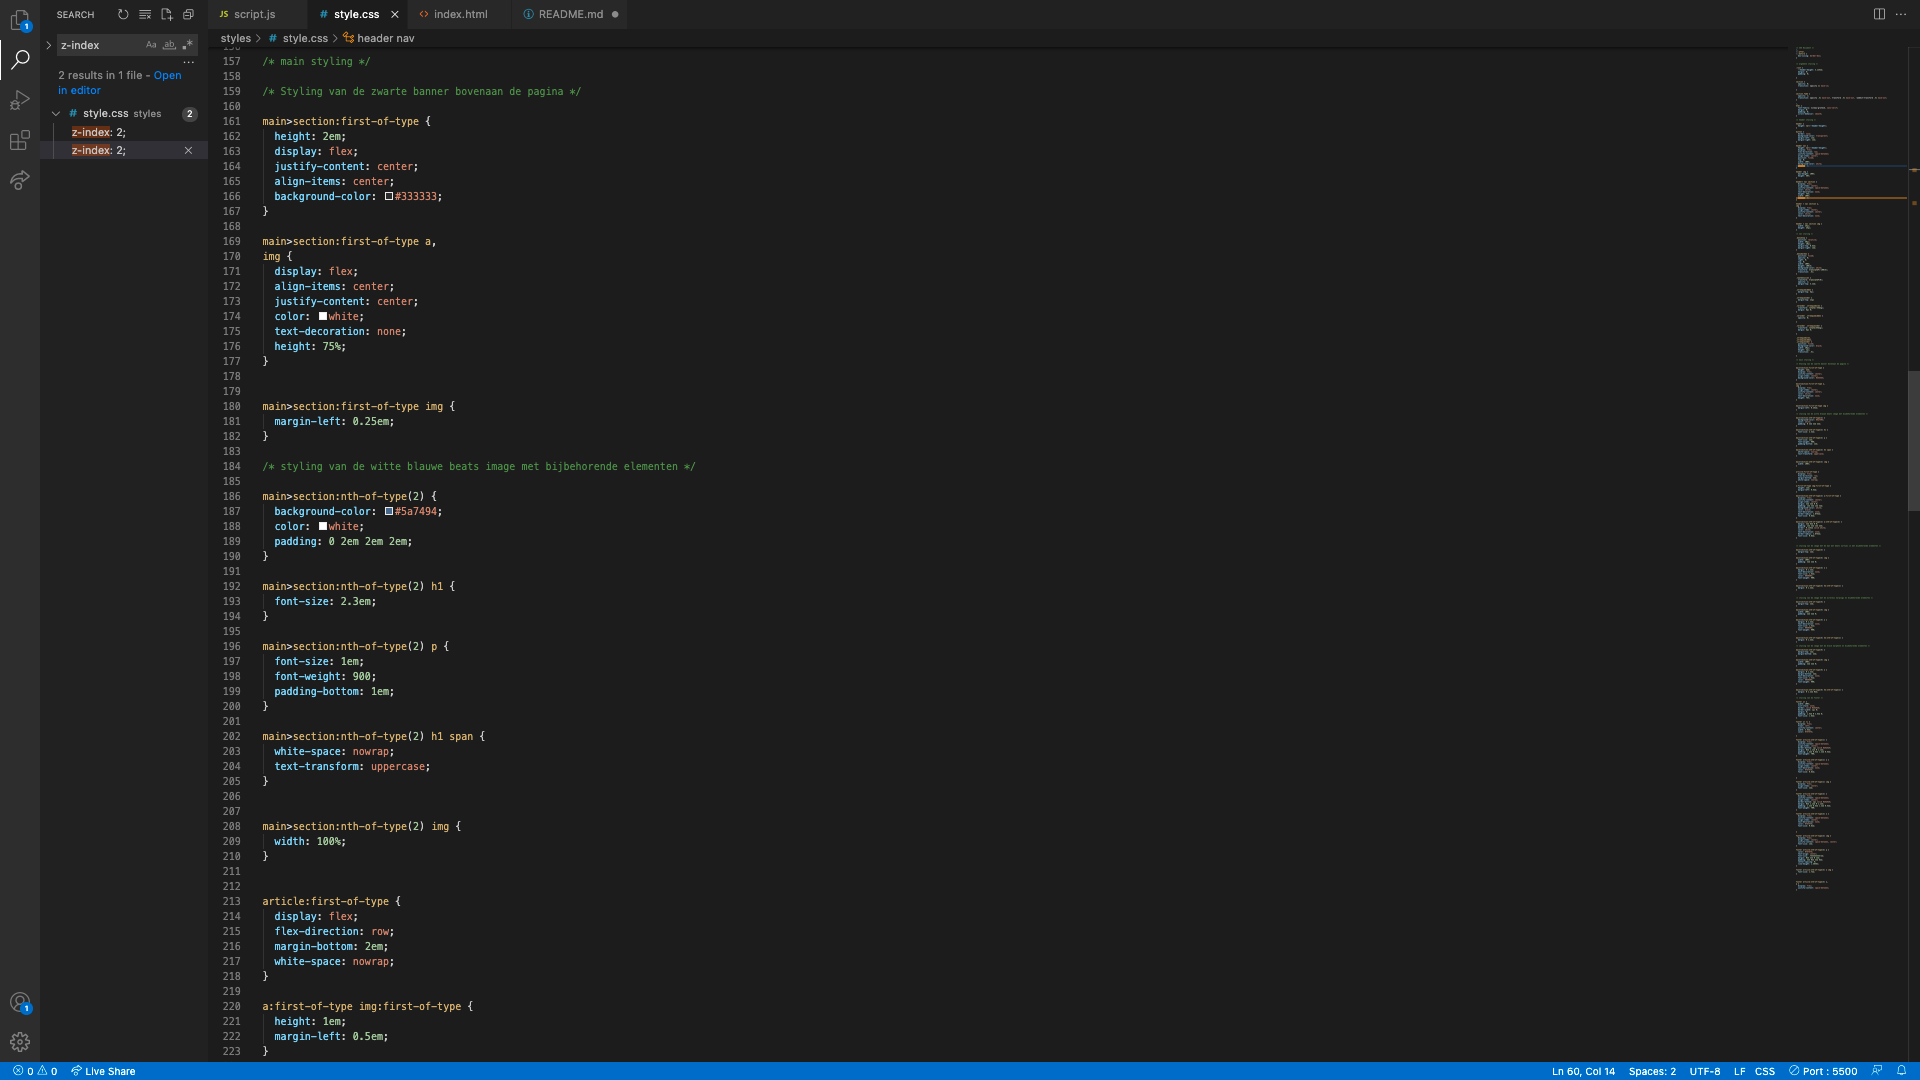 SEARCH
JS script.js
# style.css
<> index.html
README.md
z-index
Aa ab .*
styles > # style.css > header nav
2 results in 1 file - Open
in editor
# style.css styles 2
z-index: 2;
z-index: 2;
156
157 /* main styling */
158
159 /* Styling van de zwarte banner bovenaan de pagina */
160
161 main>section:first-of-type {
162 height: 2em;
163 display: flex;
164 justify-content: center;
165 align-items: center;
166 background-color: #333333;
167 }
168
169 main>section:first-of-type a,
170 img {
171 display: flex;
172 align-items: center;
173 justify-content: center;
174 color: white;
175 text-decoration: none;
176 height: 75%;
177 }
178
179
180 main>section:first-of-type img {
181 margin-left: 0.25em;
182 }
183
184 /* styling van de witte blauwe beats image met bijbehorende elementen */
185
186 main>section:nth-of-type(2) {
187 background-color: #5a7494;
188 color: white;
189 padding: 0 2em 2em 2em;
190 }
191
192 main>section:nth-of-type(2) h1 {
193 font-size: 2.3em;
194 }
195
196 main>section:nth-of-type(2) p {
197 font-size: 1em;
198 font-weight: 900;
199 padding-bottom: 1em;
200 }
201
202 main>section:nth-of-type(2) h1 span {
203 white-space: nowrap;
204 text-transform: uppercase;
205 }
206
207
208 main>section:nth-of-type(2) img {
209 width: 100%;
210 }
211
212
213 article:first-of-type {
214 display: flex;
215 flex-direction: row;
216 margin-bottom: 2em;
217 white-space: nowrap;
218 }
219
220 a:first-of-type img:first-of-type {
221 height: 1em;
222 margin-left: 0.5em;
223 }
1
1
0 0 Live Share
Ln 60, Col 14 Spaces: 2 UTF-8 LF CSS Port : 5500